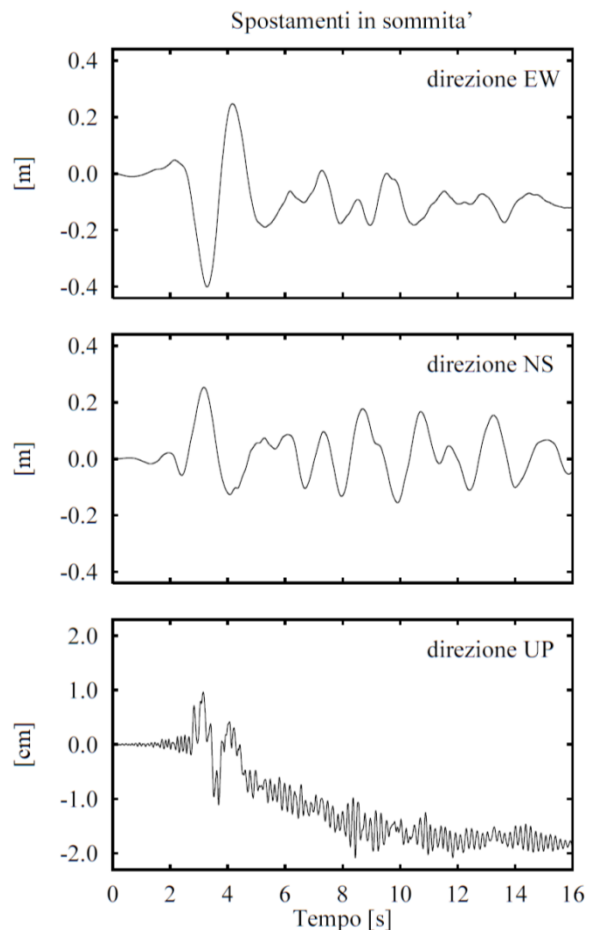 Spostamenti in sommita’
direzione EW
0.4
0.2
0.0
-0.2
-0.4
[m]
direzione NS
0.4
0.2
0.0
-0.2
-0.4
[m]
direzione UP
2.0
1.0
0.0
-1.0
-2.0
[cm]
0 2 4 6 8 10 12 14 16
Tempo [s]